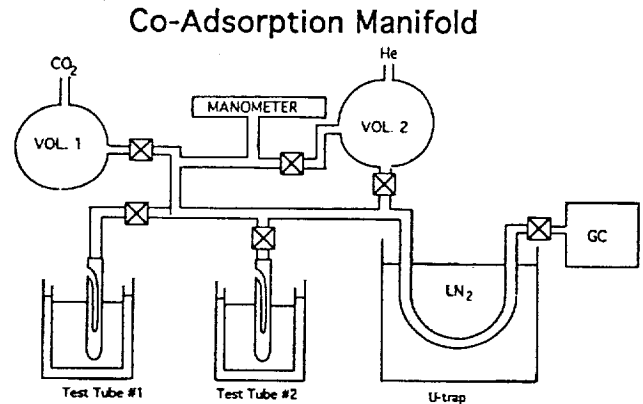 Co-Adsorption Manifold
CO2
He
MANOMETER
VOL. 1
VOL. 2
GC
LN2
Test Tube #1
Test Tube #2
U-trap